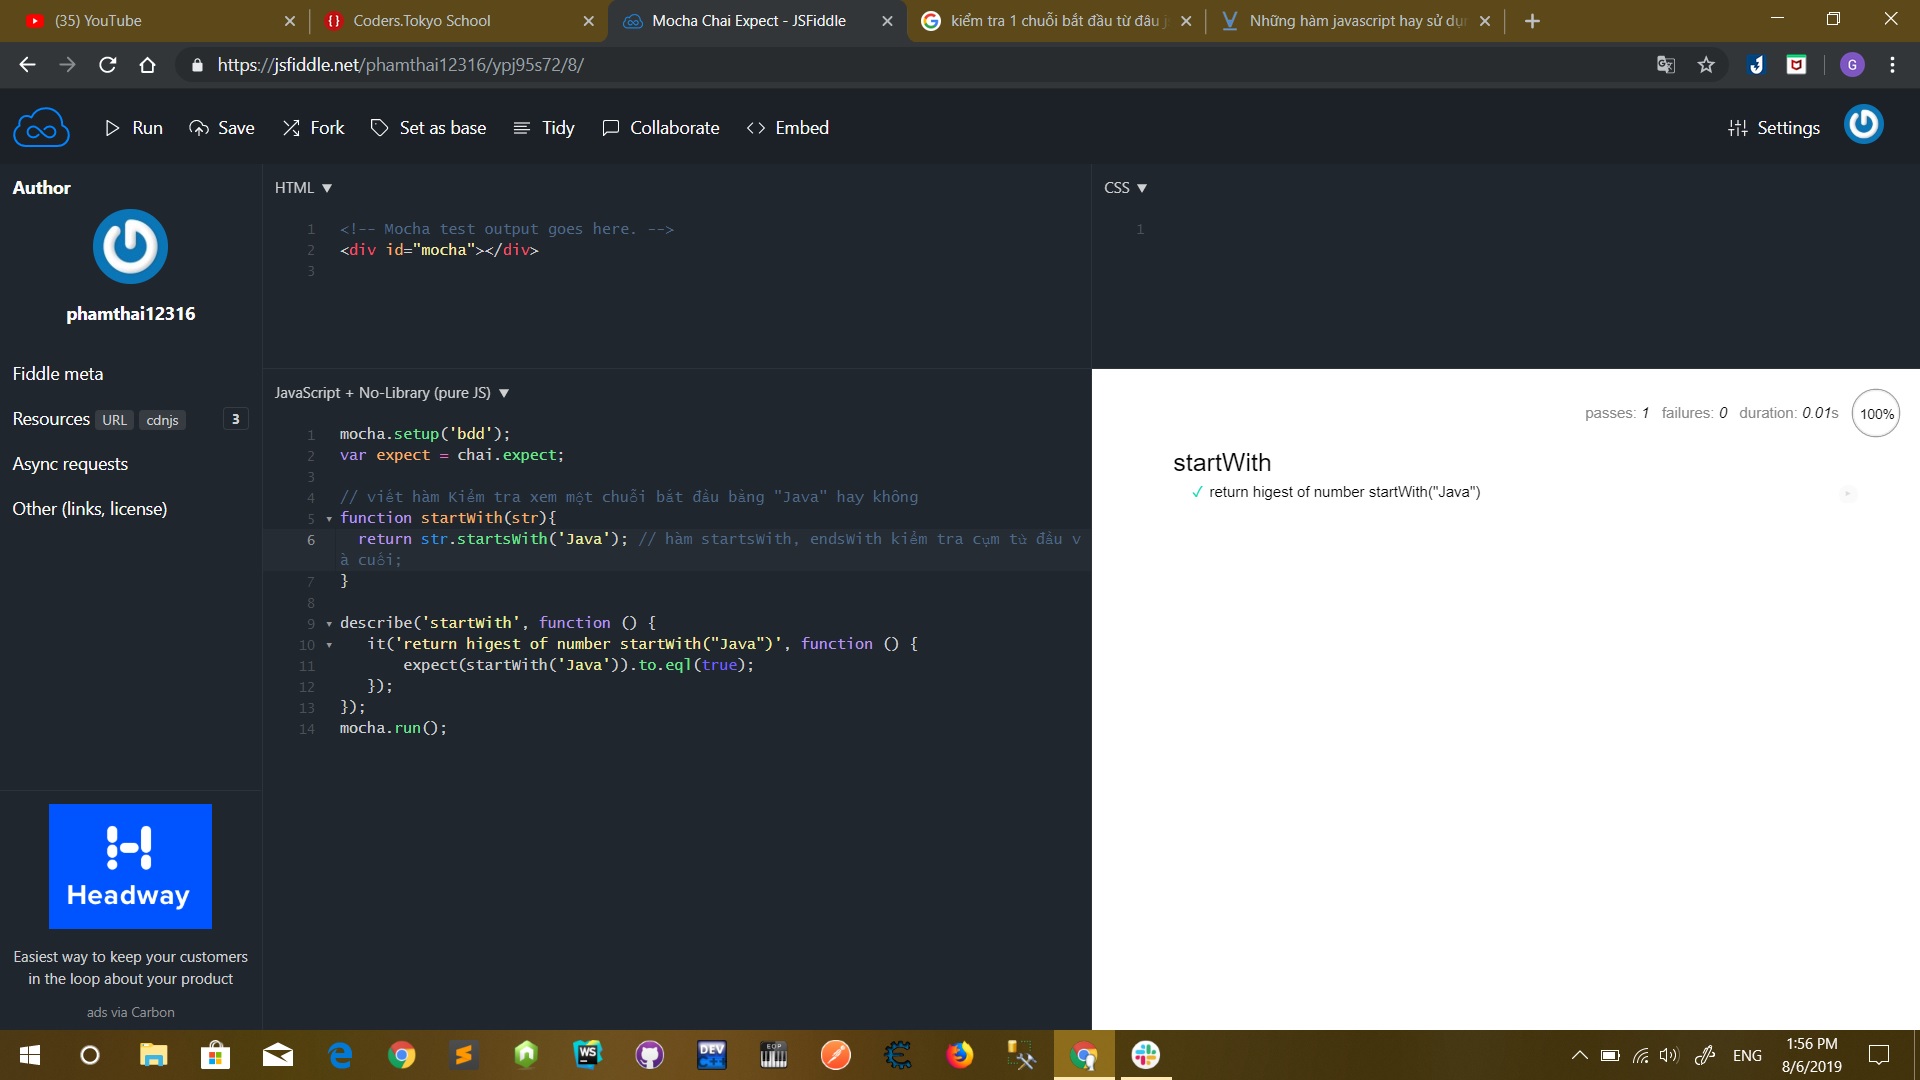 (35) YouTube
Coders.Tokyo School
Mocha Chai Expect - JSFiddle
kiểm tra 1 chuỗi bắt đầu từ đâu j
Những hàm javascript hay sử dụ
https://jsfiddle.net/phamthai12316/ypj95s72/8/
G
Run
Save
Fork
Set as base
Tidy
Collaborate
Embed
Settings
Author
phamthai12316
Fiddle meta
Resources URL cdnjs 3
Async requests
Other (links, license)
Headway
Easiest way to keep your customers
in the loop about your product
ads via Carbon
HTML ▼
1 <!-- Mocha test output goes here. -->
2 <div id="mocha"></div>
3
CSS ▼
1
JavaScript + No-Library (pure JS) ▼
1 mocha.setup('bdd');
2 var expect = chai.expect;
3
4 // viết hàm Kiểm tra xem một chuỗi bắt đầu bằng "Java" hay không
5 function startWith(str){
6 return str.startsWith('Java'); // hàm startsWith, endsWith kiểm tra cụm từ đầu v
à cuối;
7 }
8
9 describe('startWith', function () {
10 it('return higest of number startWith("Java")', function () {
11 expect(startWith('Java')).to.eql(true);
12 });
13 });
14 mocha.run();
passes: 1 failures: 0 duration: 0.01s 100%
startWith
✓ return higest of number startWith("Java")
WS
DEV
C++
EOP
ENG
1:56 PM
8/6/2019